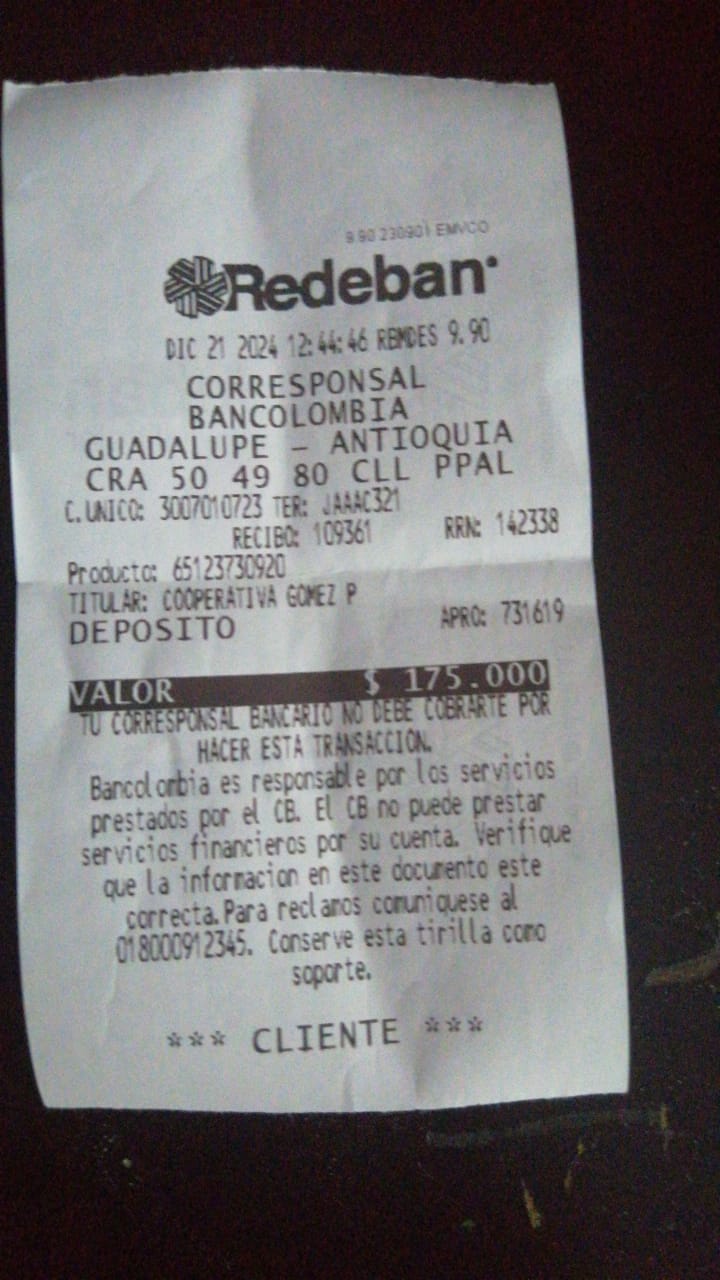 9.90 230901 EMVCO
Redeban
DIC 21 2024 12:44:46 RBMDES 9.90
CORRESPONSAL
BANCOLOMBIA
GUADALUPE - ANTIOQUIA
CRA 50 49 80 CLL PPAL
C.UNICO: 3007010723 TER: JAAAC321
RECIBO: 109361 RRN: 142338
Producto: 65123730920
TITULAR: COOPERATIVA GOMEZ P
DEPOSITO APRO: 731619
VALOR $ 175.000
TU CORRESPONSAL BANCARIO NO DEBE COBRARTE POR
HACER ESTA TRANSACCION.
Bancolombia es responsable por los servicios
prestados por el CB. El CB no puede prestar
servicios financieros por su cuenta. Verifique
que la informacion en este documento este
correcta.Para reclamos comuniquese al
018000912345. Conserve esta tirilla como
soporte.
*** CLIENTE ***